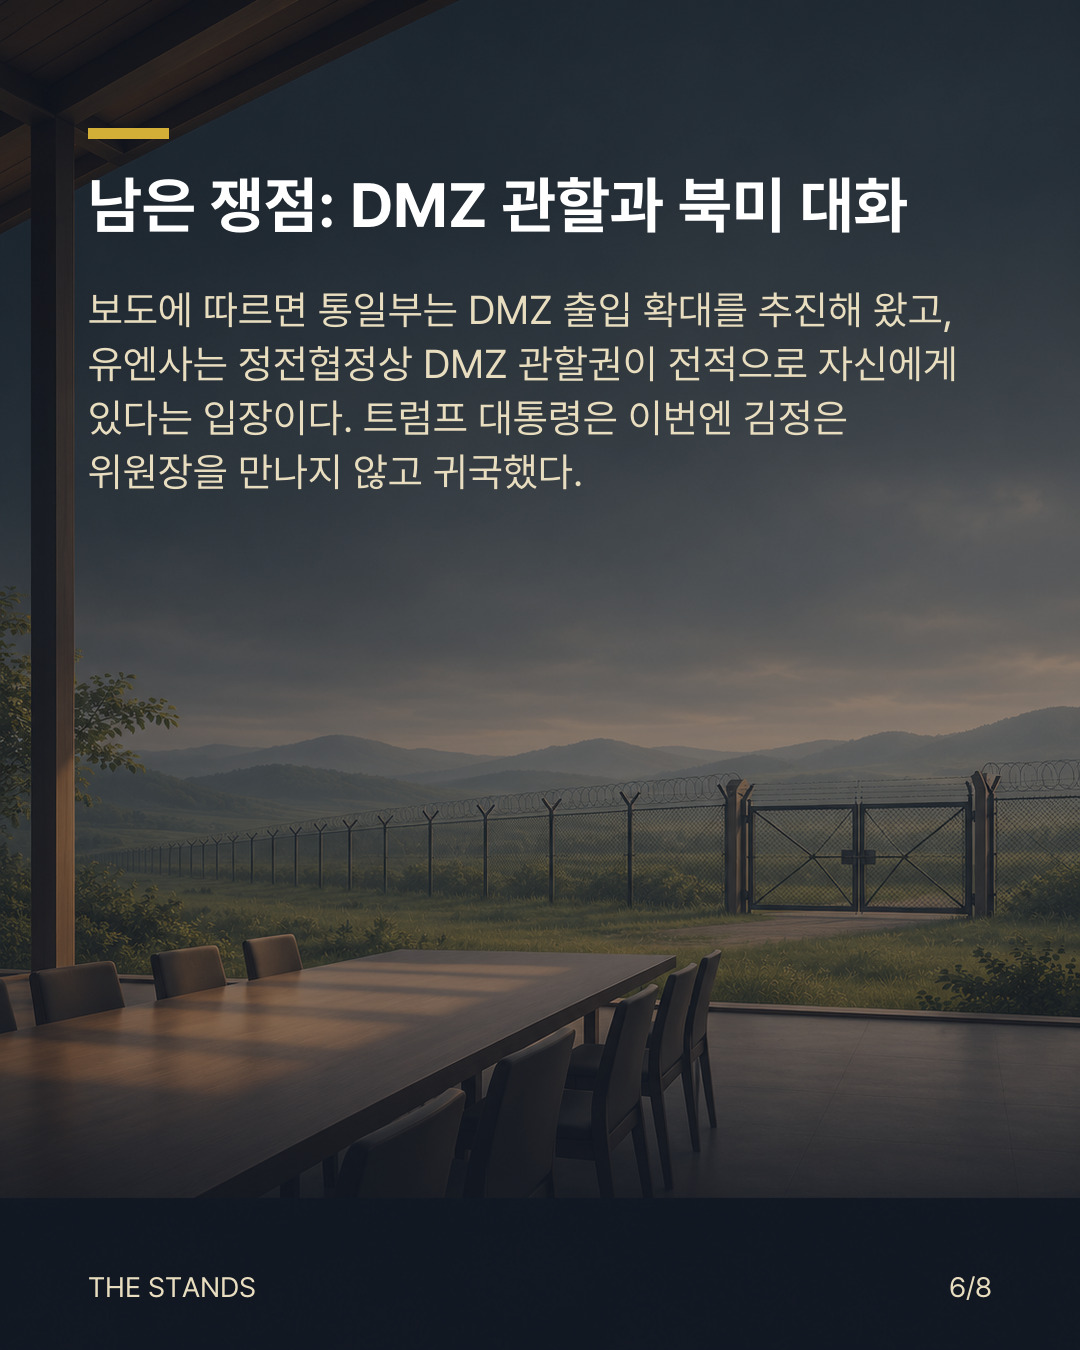 남은 쟁점: DMZ 관할과 북미 대화
보도에 따르면 통일부는 DMZ 출입 확대를 추진해 왔고,
유엔사는 정전협정상 DMZ 관할권이 전적으로 자신에게
있다는 입장이다. 트럼프 대통령은 이번엔 김정은
위원장을 만나지 않고 귀국했다.
THE STANDS
6/8